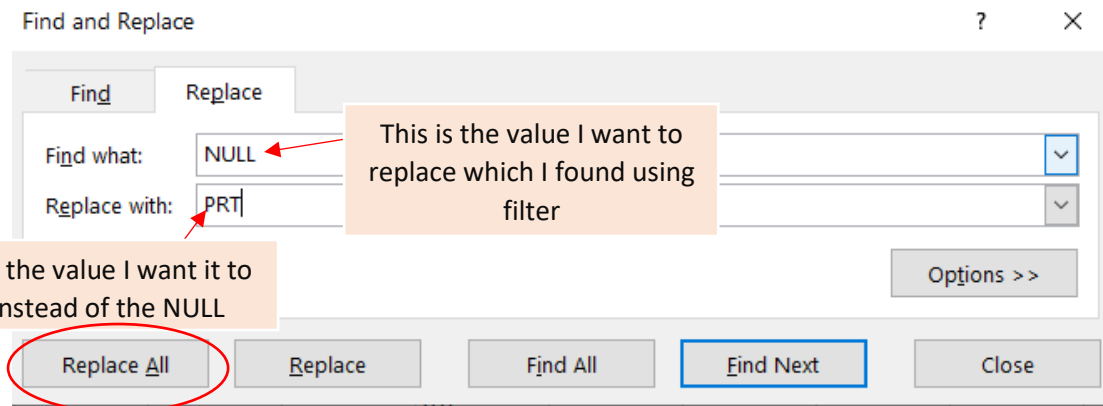 Find and Replace ? ×
Find Replace
Find what: NULL
This is the value I want to
replace which I found using
filter
Replace with: PRT
the value I want it to
nstead of the NULL
Options >>
Replace All Replace Find All Find Next Close